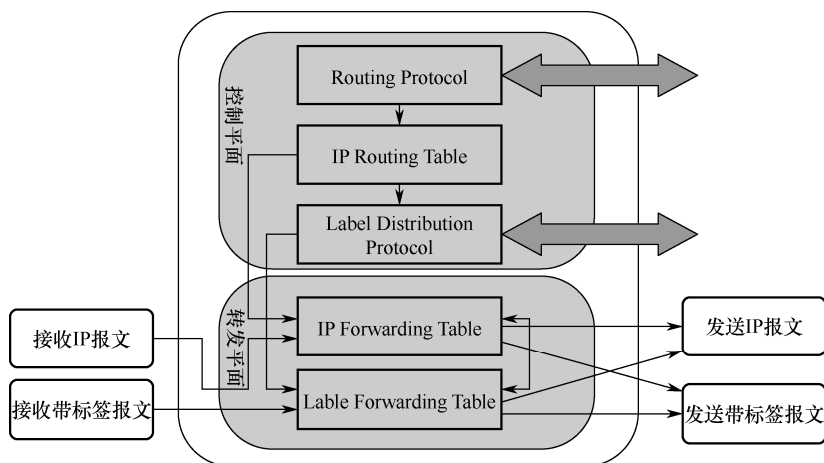 控制平面
Routing Protocol
IP Routing Table
Label Distribution
Protocol
转发平面
IP Forwarding Table
Lable Forwarding Table
接收IP报文
接收带标签报文
发送IP报文
发送带标签报文